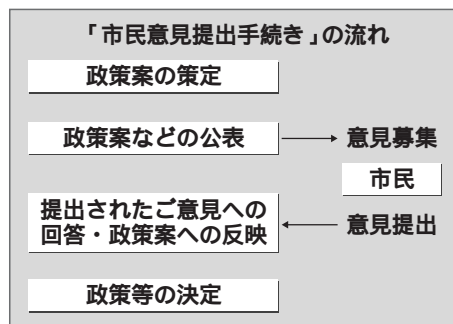 「市民意見提出手続き」の流れ
政策案の策定
政策案などの公表
意見募集
市民
提出されたご意見への
回答・政策案への反映
意見提出
政策等の決定